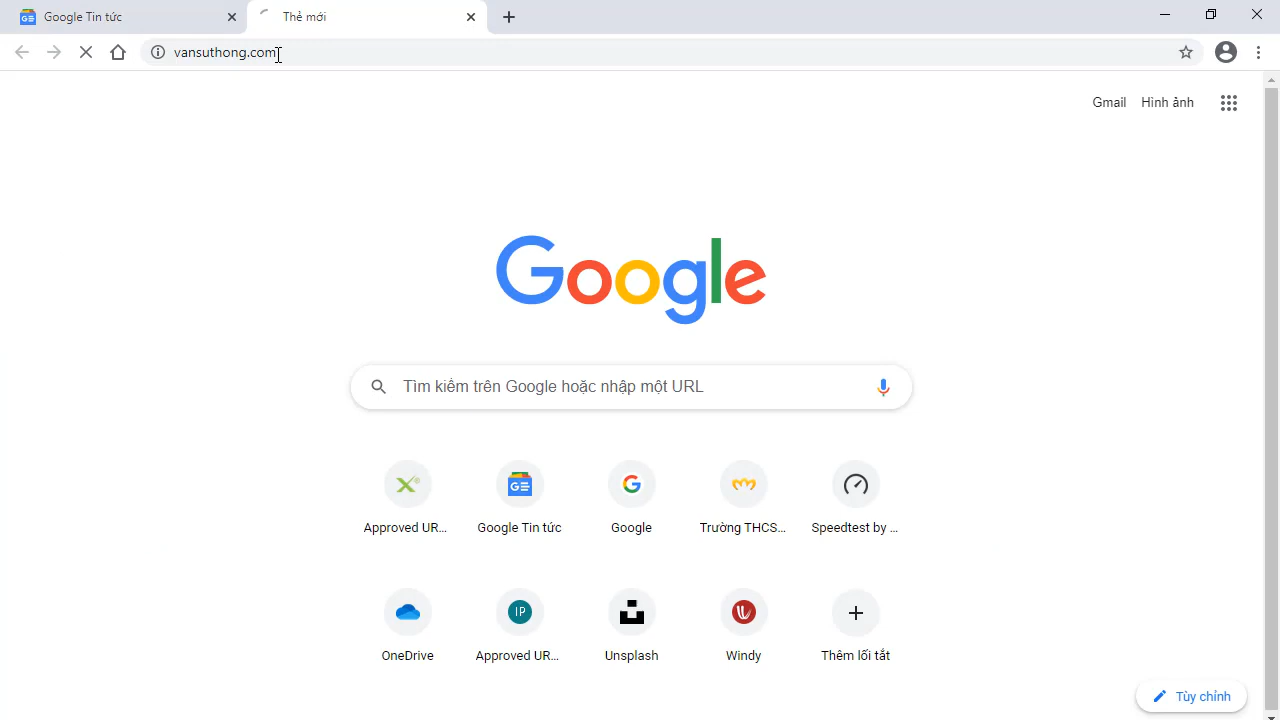 Google Tin tức
Thẻ mới
vansuthong.com
Gmail Hình ảnh
Google
Tìm kiếm trên Google hoặc nhập một URL
Approved UR... Google Tin tức Google Trường THCS... Speedtest by ...
IP
OneDrive Approved UR... Unsplash Windy Thêm lối tắt
Tùy chỉnh